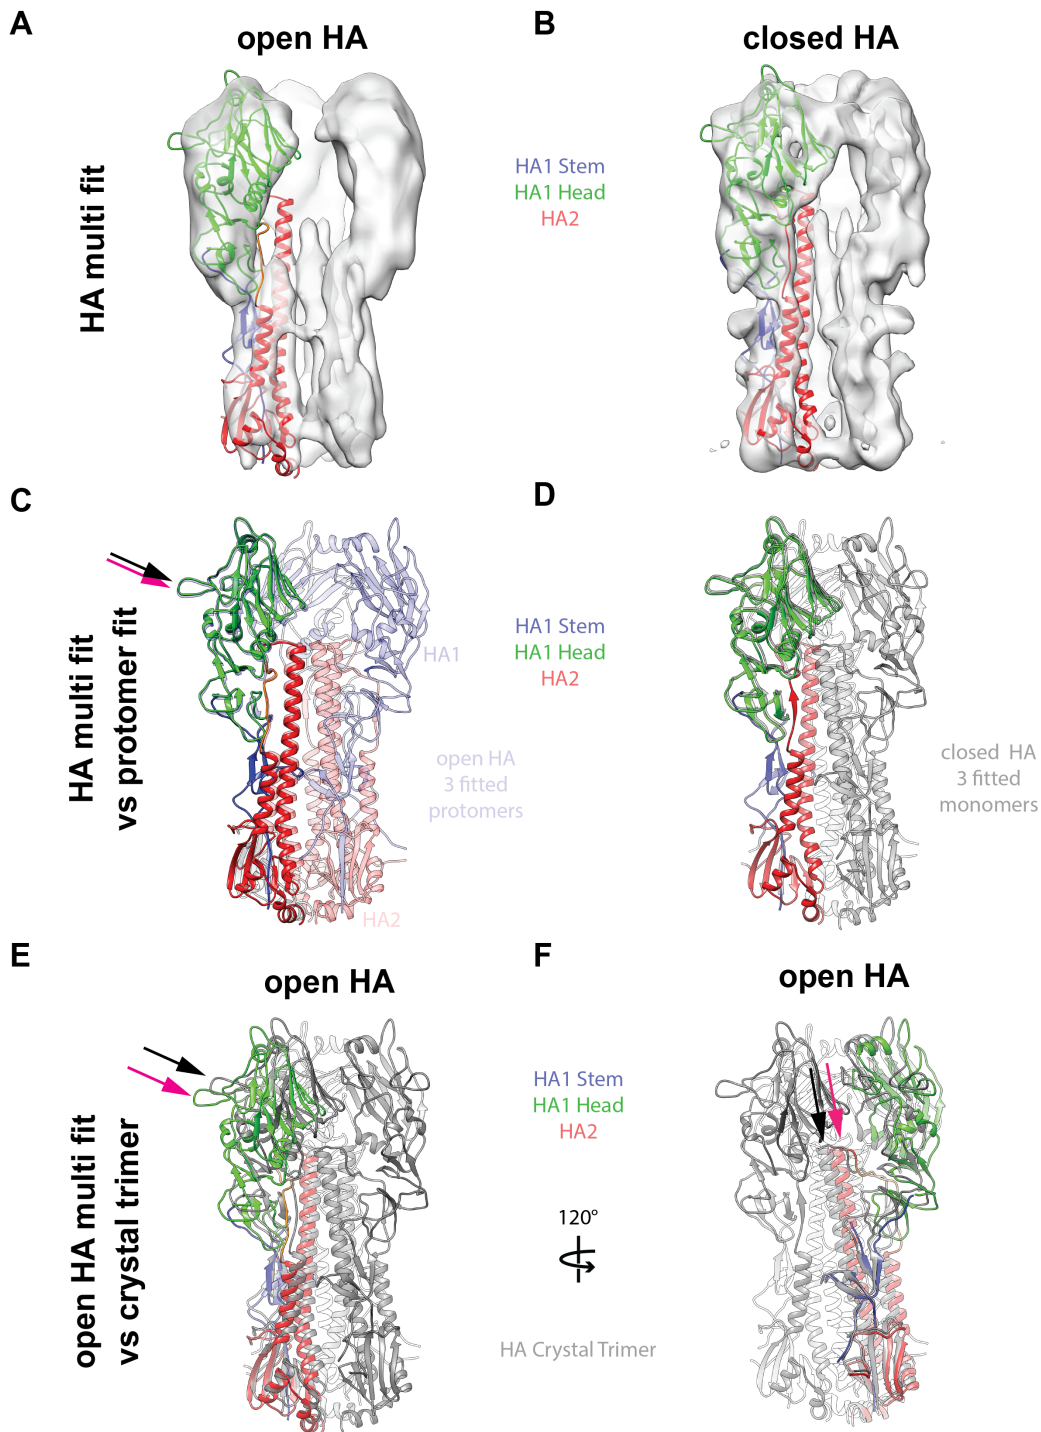 A
open HA
B
closed HA
HA multi fit
HA1 Stem
HA1 Head
HA2
C
D
HA multi fit
vs protomer fit
HA1
open HA
3 fitted
protomers
HA2
HA1 Stem
HA1 Head
HA2
closed HA
3 fitted
monomers
E
open HA
F
open HA
open HA multi fit
vs crystal trimer
HA1 Stem
HA1 Head
HA2
120°
HA Crystal Trimer